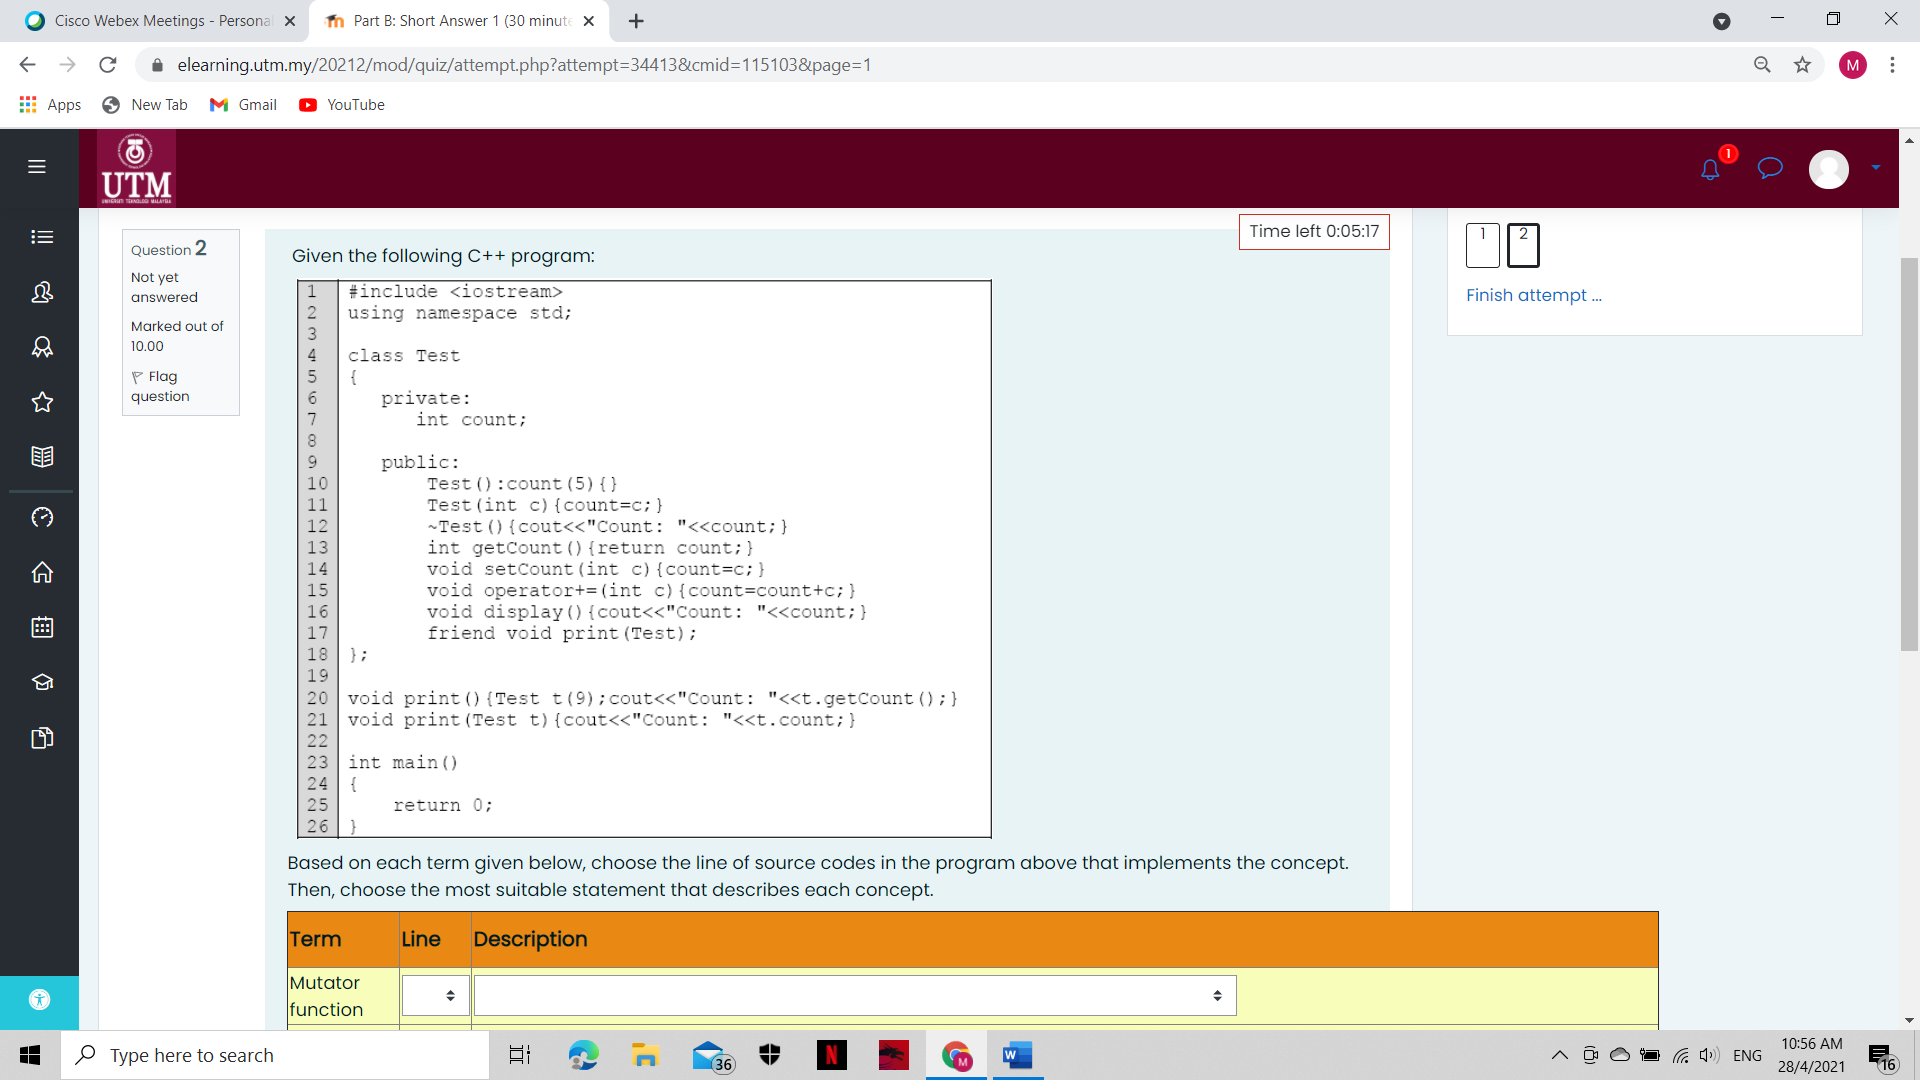 Cisco Webex Meetings - Persona
Part B: Short Answer 1 (30 minute
elearning.utm.my/20212/mod/quiz/attempt.php?attempt=34413&cmid=115103&page=1
M
Apps
New Tab
Gmail
YouTube
UTM
UNIVERSITI TEKNOLOGI MALAYSIA
1
Question 2
Not yet
answered
Marked out of
10.00
Flag
question
Time left 0:05:17
1 2
Finish attempt ...
Given the following C++ program:
1 #include <iostream>
2 using namespace std;
3
4 class Test
5 {
6 private:
7 int count;
8
9 public:
10 Test():count(5){}
11 Test(int c){count=c;}
12 ~Test(){cout<<"Count: "<<count;}
13 int getCount(){return count;}
14 void setCount(int c){count=c;}
15 void operator+=(int c){count=count+c;}
16 void display(){cout<<"Count: "<<count;}
17 friend void print(Test);
18 };
19
20 void print(){Test t(9);cout<<"Count: "<<t.getCount();}
21 void print(Test t){cout<<"Count: "<<t.count;}
22
23 int main()
24 {
25 return 0;
26 }
Based on each term given below, choose the line of source codes in the program above that implements the concept.
Then, choose the most suitable statement that describes each concept.
Term Line Description
Mutator
function
Type here to search
36
N
M
W
ENG
10:56 AM
28/4/2021
16